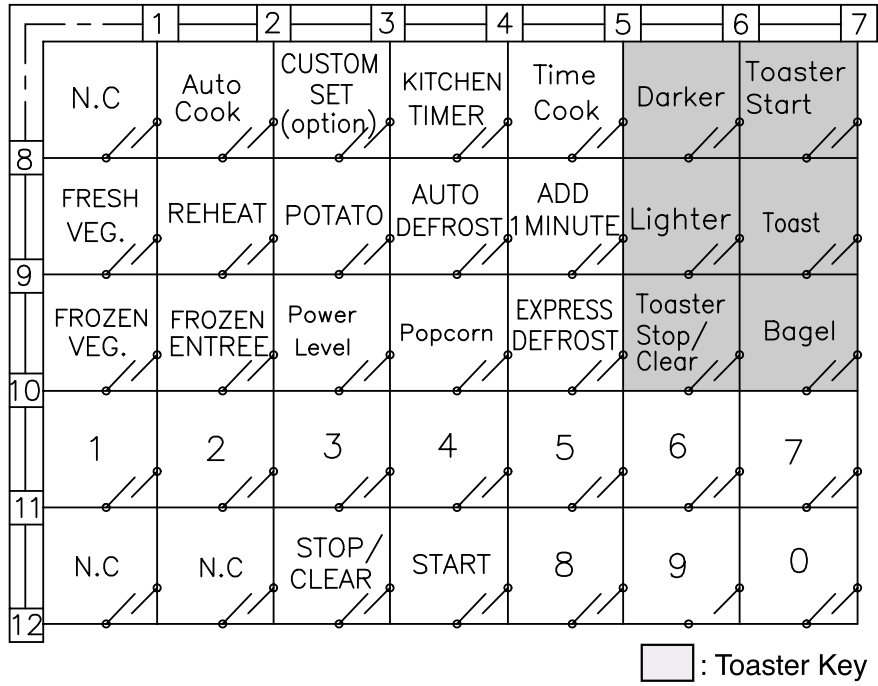 1 2 3 4 5 6 7
N.C
Auto
Cook
CUSTOM
SET
(option)
KITCHEN
TIMER
Time
Cook
Darker
Toaster
Start
8
FRESH
VEG.
REHEAT
POTATO
AUTO
DEFROST
ADD
1MINUTE
Lighter
Toast
9
FROZEN
VEG.
FROZEN
ENTREE
Power
Level
Popcorn
EXPRESS
DEFROST
Toaster
Stop/
Clear
Bagel
10
1 2 3 4 5 6 7
11
N.C
N.C
STOP/
CLEAR
START
8
9
0
12
: Toaster Key